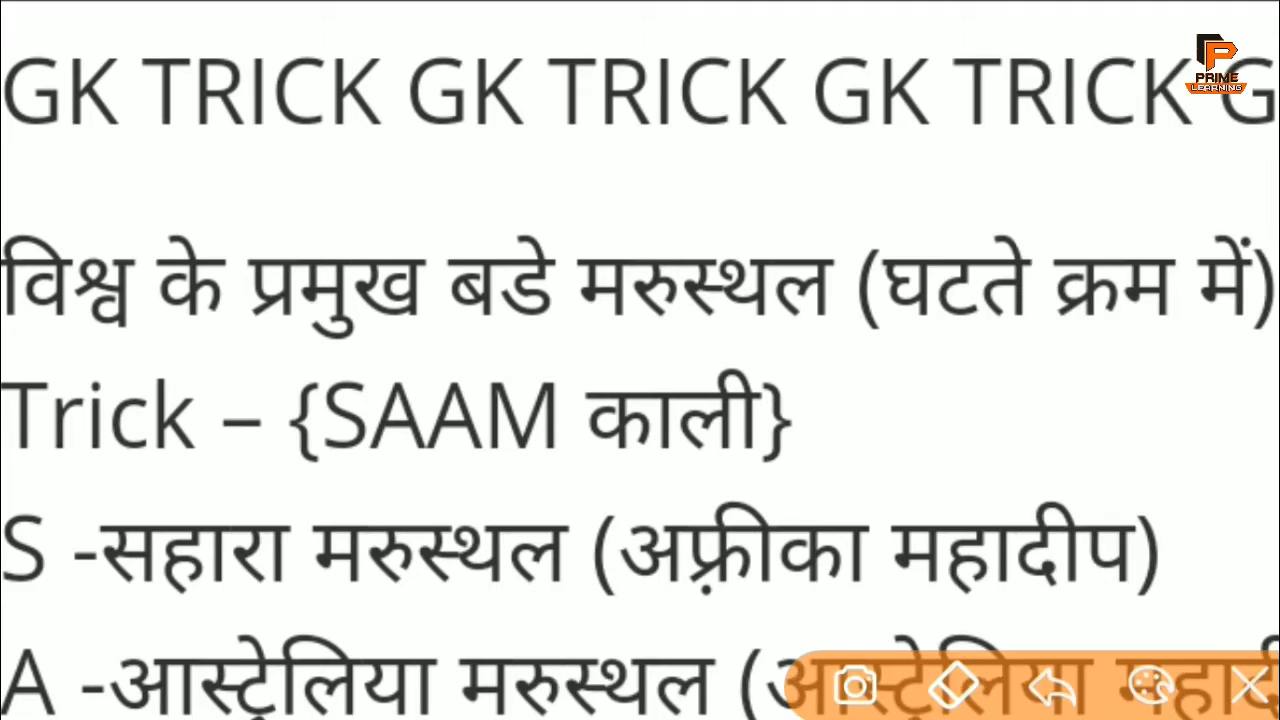 GK TRICK GK TRICK GK TRICK G
PRIME
LEARNING
विश्व के प्रमुख बडे मरुस्थल (घटते क्रम में)
Trick – {SAAM काली}
S -सहारा मरुस्थल (अफ़्रीका महादीप)
A -आस्ट्रेलिया मरुस्थल (आस्ट्रेलिया